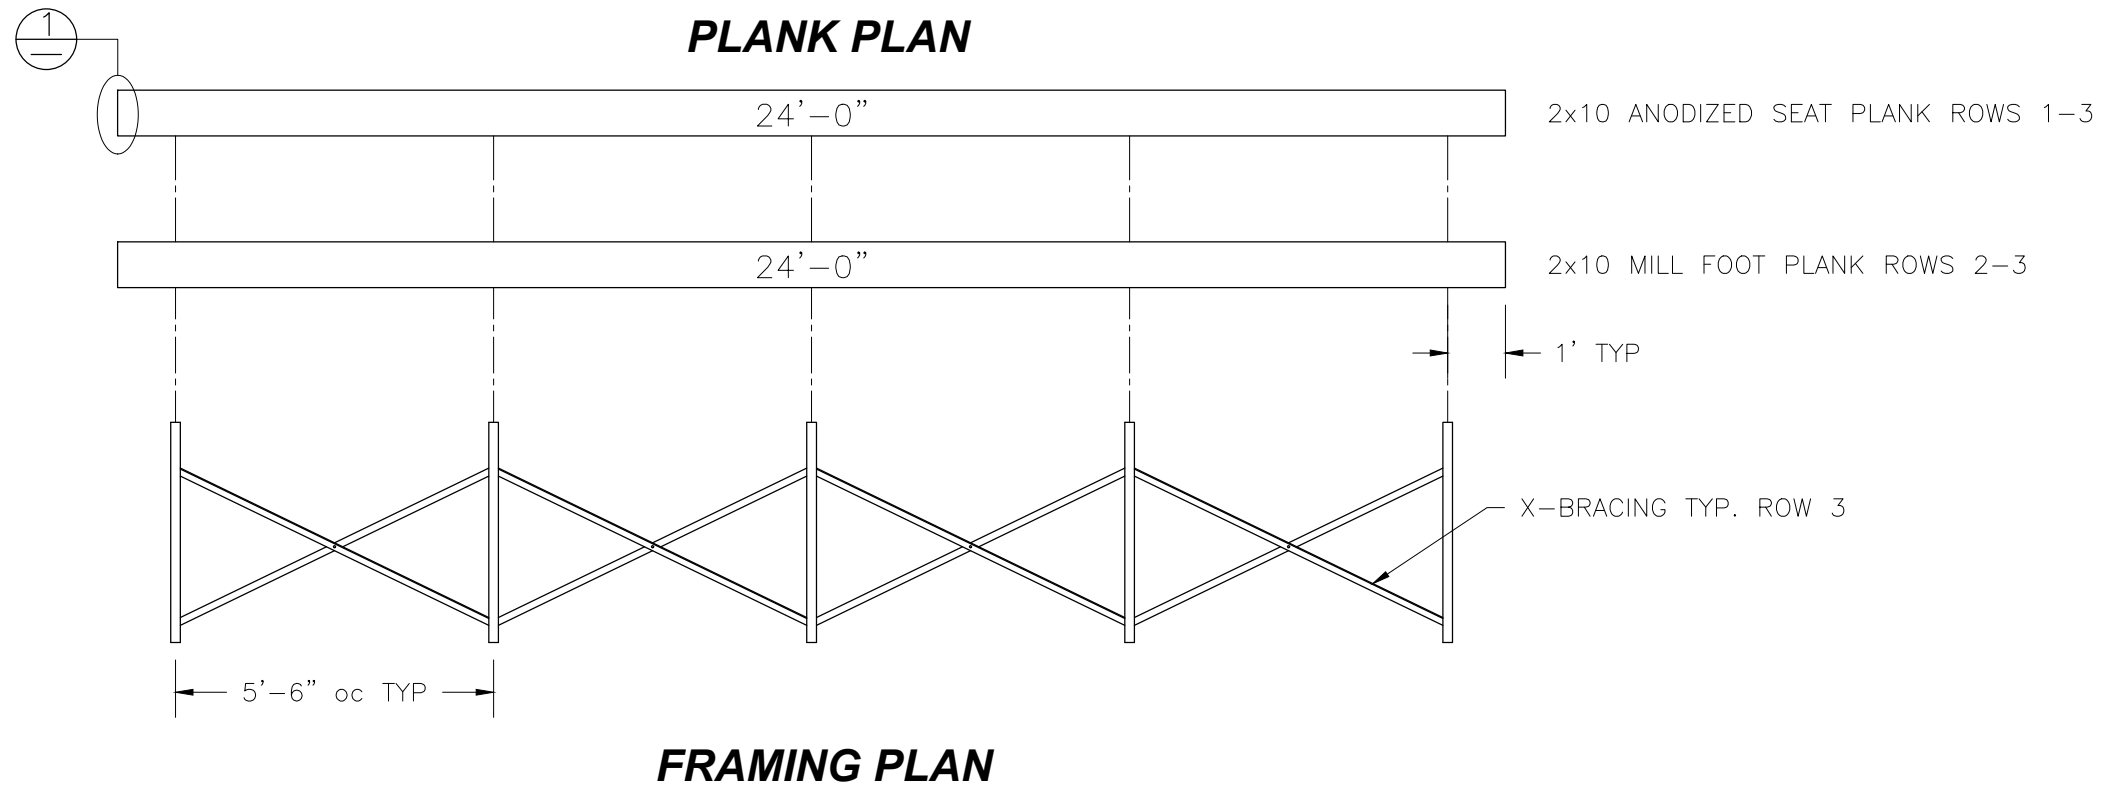 1
PLANK PLAN
24'-0"
2x10 ANODIZED SEAT PLANK ROWS 1-3
24'-0"
2x10 MILL FOOT PLANK ROWS 2-3
1' TYP
X-BRACING TYP. ROW 3
5'-6" oc TYP
FRAMING PLAN